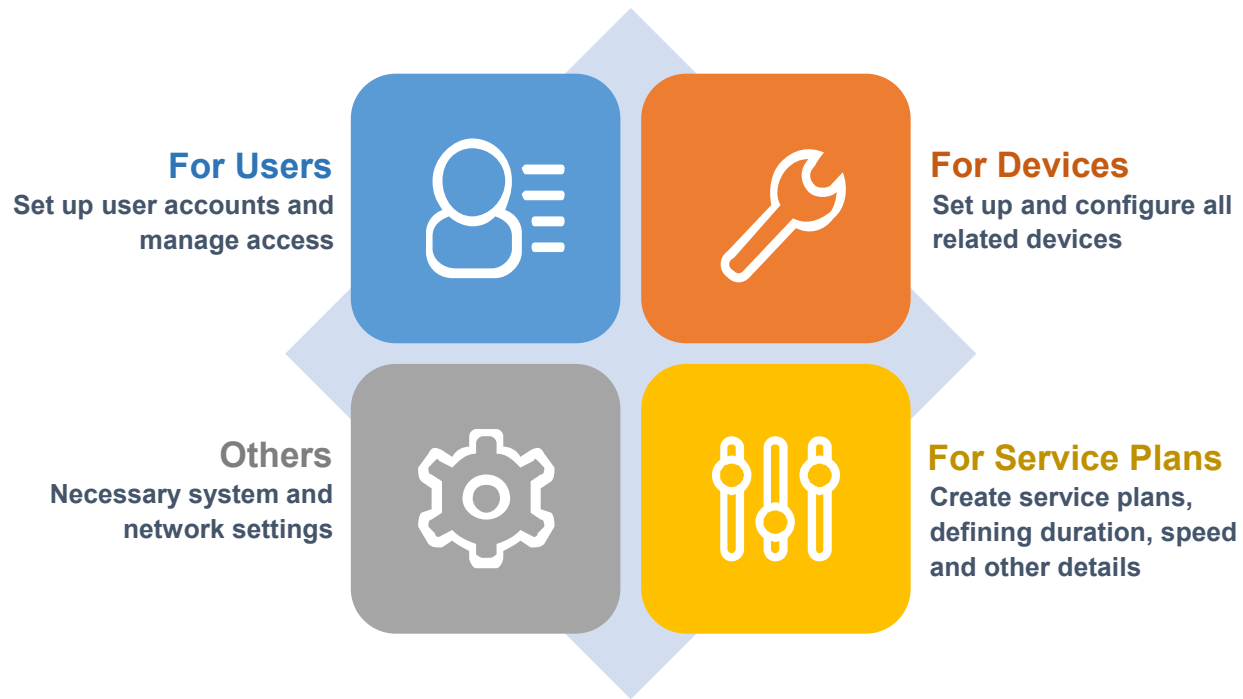 For Users
Set up user accounts and
manage access
For Devices
Set up and configure all
related devices
Others
Necessary system and
network settings
For Service Plans
Create service plans,
defining duration, speed
and other details